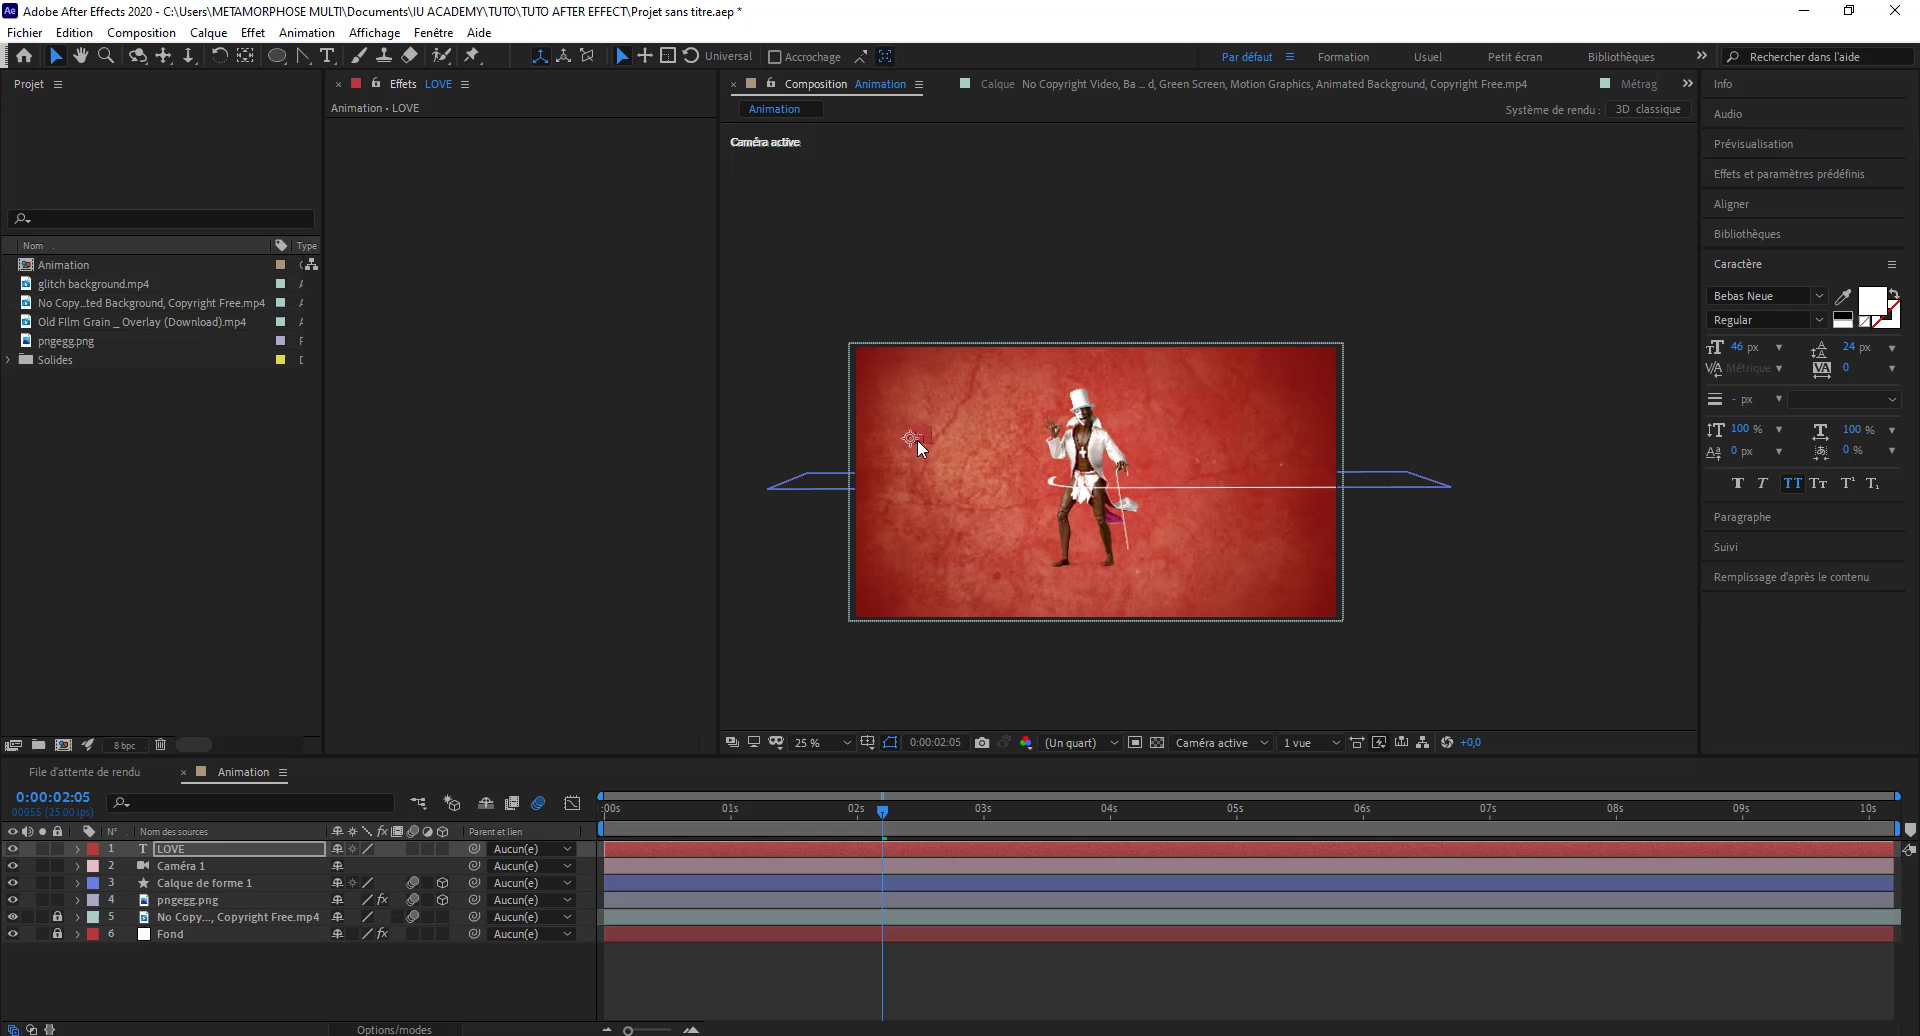 Adobe After Effects 2020 - C:\Users\METAMORPHOSE MULTI\Documents\IU ACADEMY\TUTO\TUTO AFTER EFFECT\Projet sans titre.aep *
Fichier Edition Composition Calque Effet Animation Affichage Fenêtre Aide
Universal Accrochage Par défaut Formation Usuel Petit écran Bibliothèques Rechercher dans l'aide
Projet
Effets LOVE
Composition Animation
Calque No Copyright Video, Ba ... d, Green Screen, Motion Graphics, Animated Background, Copyright Free.mp4
Métrag
Info
Animation • LOVE
Animation
Système de rendu : 3D classique
Audio
Caméra active
Prévisualisation
Effets et paramètres prédéfinis
Aligner
Bibliothèques
Nom Type
Animation
glitch background.mp4
No Copy...ted Background, Copyright Free.mp4
Old FIlm Grain _ Overlay (Download).mp4
pngegg.png
Solides
Caractère
Bebas Neue
Regular
46 px 24 px
Métrique 0
- px
100 % 100 %
0 px 0 %
T T TT Tт T¹ T₁
Paragraphe
Suivi
Remplissage d'après le contenu
8 bpc
25 % 0:00:02:05 (Un quart) Caméra active 1 vue +0,0
File d'attente de rendu Animation
0:00:02:05
00055 (25.00 ips)
:00s 01s 02s 03s 04s 05s 06s 07s 08s 09s 10s
N° Nom des sources Parent et lien
1 T LOVE Aucun(e)
2 Caméra 1 Aucun(e)
3 Calque de forme 1 Aucun(e)
4 pngegg.png fx Aucun(e)
5 No Copy..., Copyright Free.mp4 Aucun(e)
6 Fond fx Aucun(e)
Options/modes